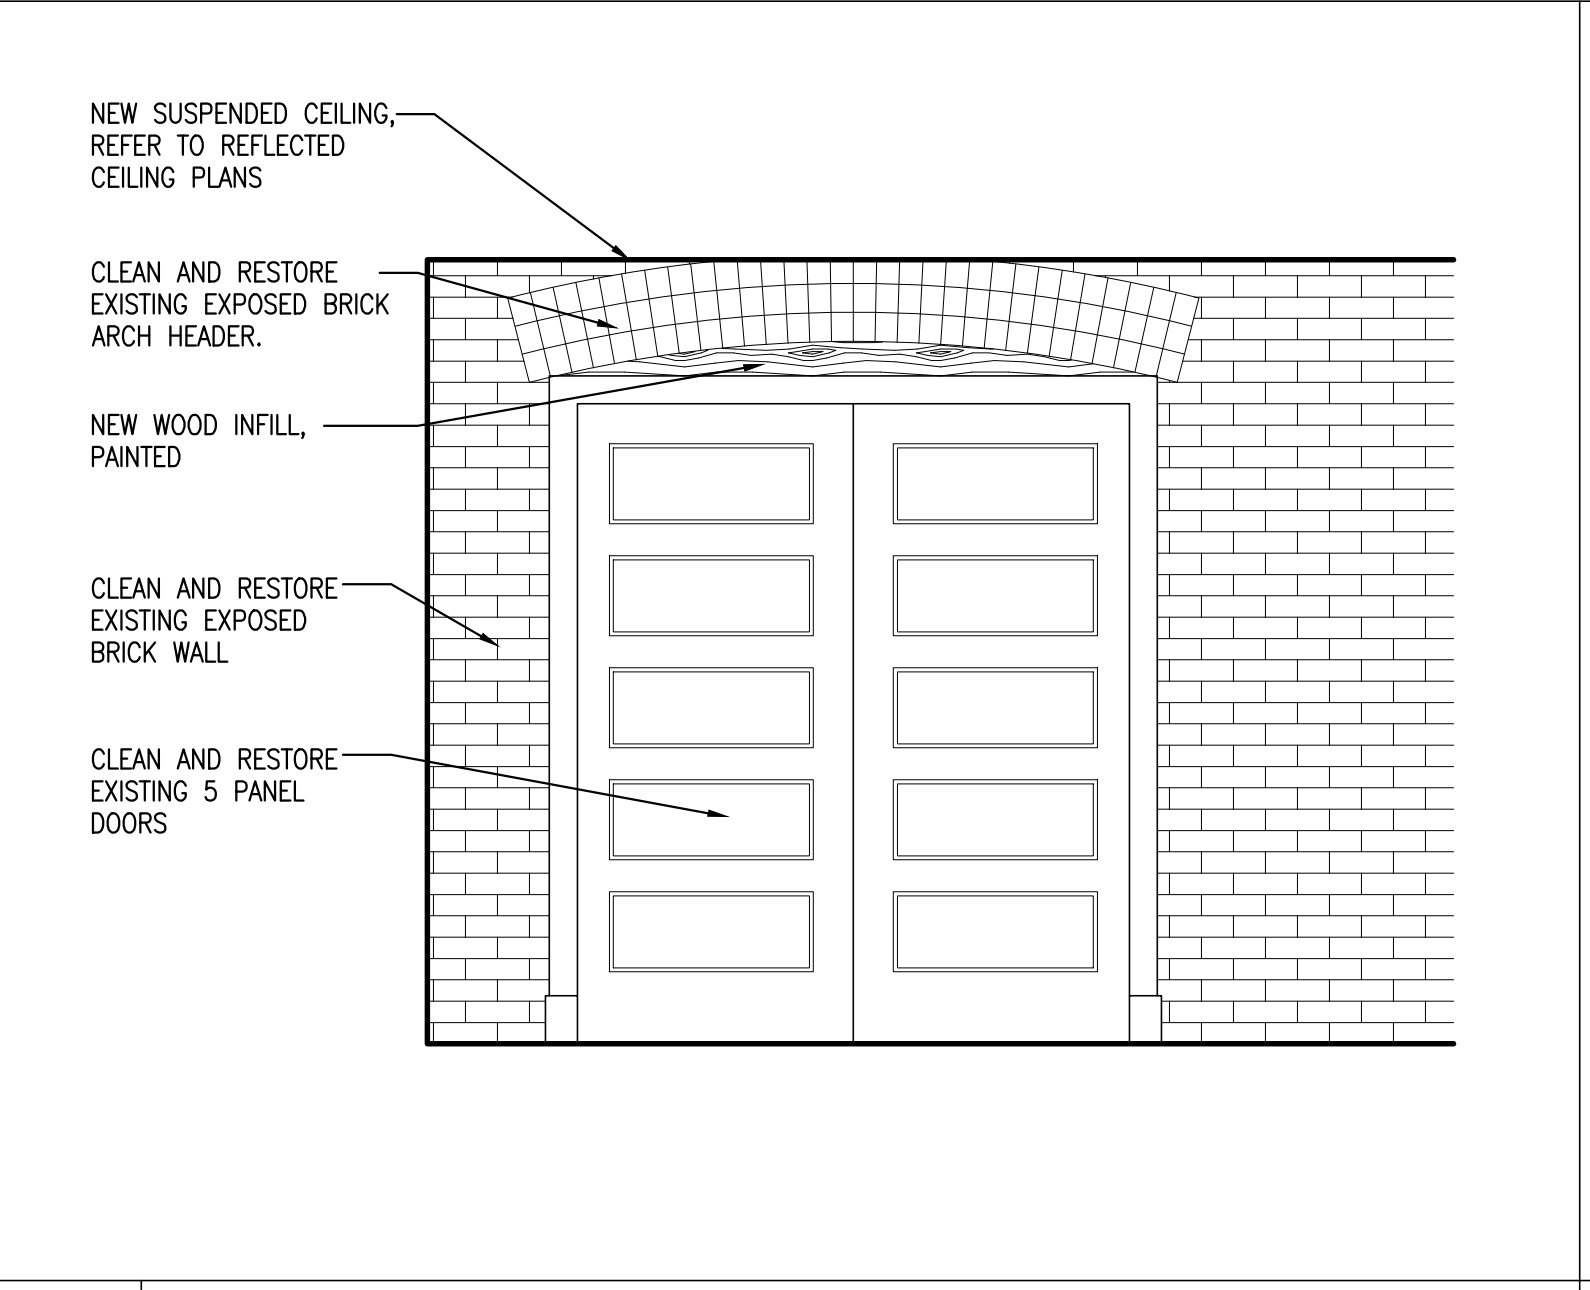 NEW SUSPENDED CEILING,
REFER TO REFLECTED
CEILING PLANS
CLEAN AND RESTORE
EXISTING EXPOSED BRICK
ARCH HEADER.
NEW WOOD INFILL,
PAINTED
CLEAN AND RESTORE
EXISTING EXPOSED
BRICK WALL
CLEAN AND RESTORE
EXISTING 5 PANEL
DOORS